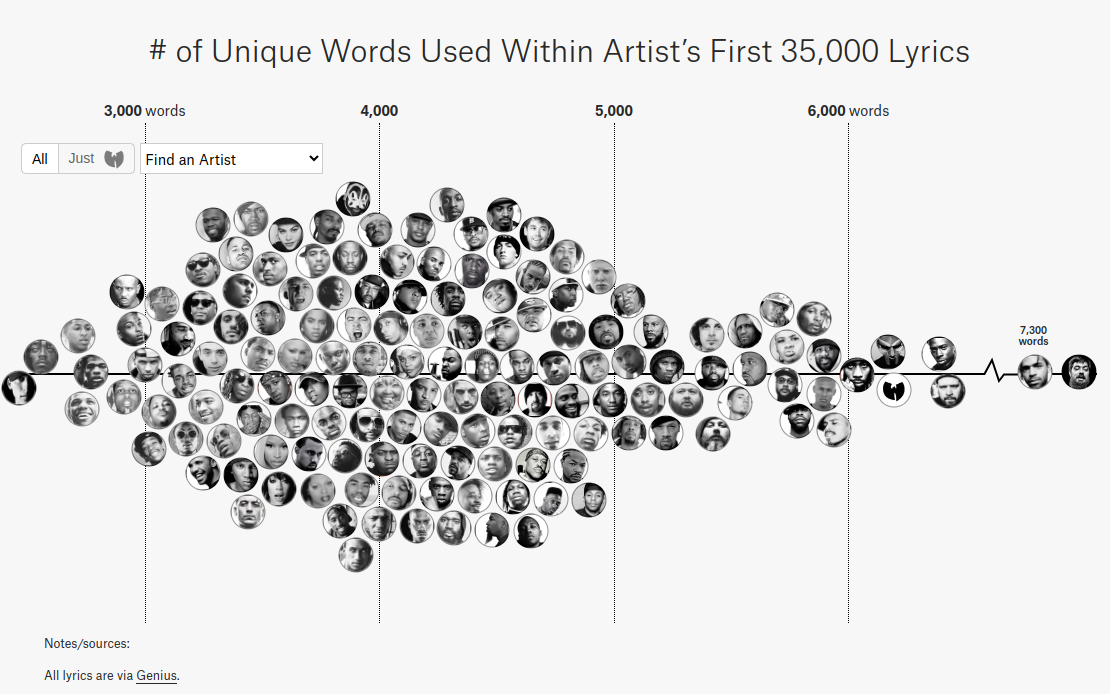 # of Unique Words Used Within Artist’s First 35,000 Lyrics
3,000 words 4,000 5,000 6,000 words
All Just Find an Artist
7,300
words
Notes/sources:
All lyrics are via Genius.